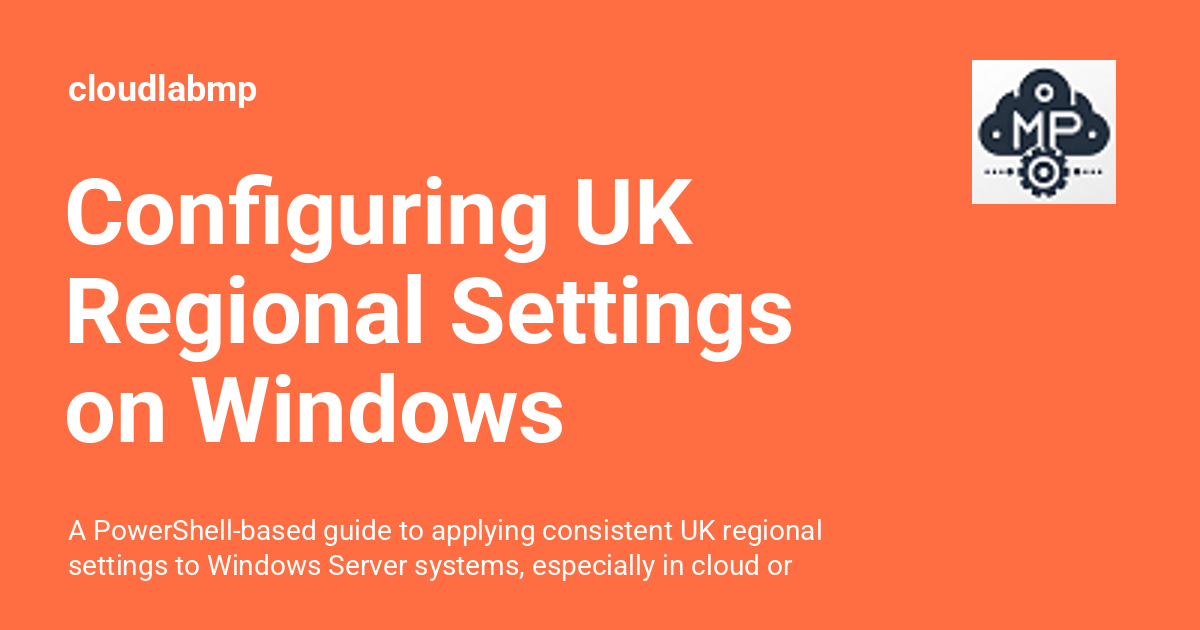 cloudlabmp
MP
Configuring UK
Regional Settings
on Windows
A PowerShell-based guide to applying consistent UK regional
settings to Windows Server systems, especially in cloud or